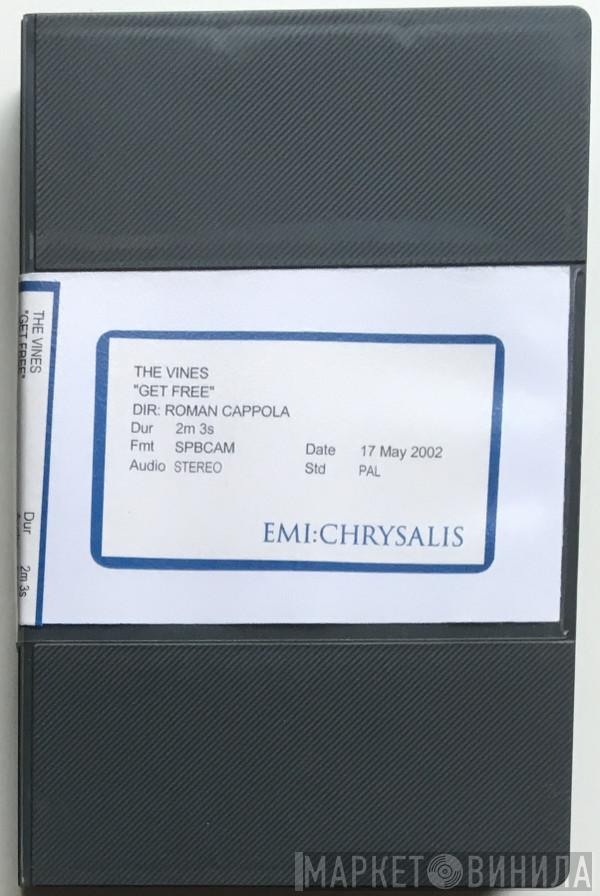 THE VINES
"GET FREE"
DIR: ROMAN CAPPOLA
Dur 2m 3s
Fmt SPBCAM Date 17 May 2002
Audio STEREO Std PAL
EMI:CHRYSALIS
THE VINES
"GET FREE"
Dur 2m 3s
МАРКЕТ ВИНИЛА